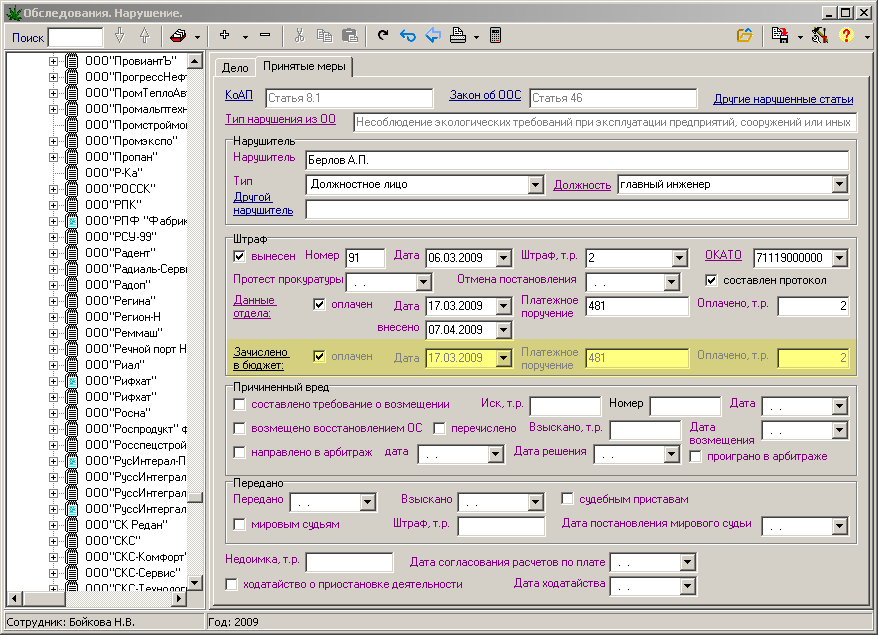 Обследования. Нарушение.
Поиск
ООО"ПровиантЪ"
ООО"ПрогрессНефт
ООО"ПромТеплоАвт
ООО"Промальптехн
ООО"Промстроймо
ООО"Промэкспо"
ООО"Пропан"
ООО"Р-Ка"
ООО"РОССК"
ООО"РПК"
ООО"РПФ "Фабрик
ООО"РСУ-99"
ООО"Радент"
ООО"Радиаль-Серви
ООО"Радоп"
ООО"Регина"
ООО"Регион-Н
ООО"Реммаш"
ООО"Речной порт Н
ООО"Риал"
ООО"Рифхат"
ООО"Рифхат"
ООО"Росна"
ООО"Роспродукт" ф
ООО"Росспецстрой
ООО"РусИнтерал-П
ООО"РуссИнтеграл
ООО"РуссИнтеграл
ООО"РуссИнтергал
ООО"СК Редан"
ООО"СКС"
ООО"СКС-Комфорт"
ООО"СКС-Сервис"
ООО"СКС-Технолог
Дело Принятые меры
КоАП Статья 8.1 Закон об ООС Статья 46 Другие нарушенные статьи
Тип нарушения из ОО Несоблюдение экологических требований при эксплуатации предприятий, сооружений или иных
Нарушитель
Нарушитель Берлов А.П.
Тип Должностное лицо Должность главный инженер
Другой
нарушитель
Штраф
вынесен Номер 91 Дата 06.03.2009 Штраф, т.р. 2 ОКАТО 71119000000
Протест прокуратуры . . Отмена постановления . . составлен протокол
Данные
отдела: оплачен Дата 17.03.2009 Платежное
поручение 481 Оплачено, т.р. 2
внесено 07.04.2009
Зачислено
в бюджет: оплачен Дата 17.03.2009 Платежное
поручение 481 Оплачено, т.р. 2
Причиненный вред
составлено требование о возмещении Иск, т.р. Номер Дата . .
возмещено восстановлением ОС перечислено Взыскано, т.р. Дата
возмещения . .
направлено в арбитраж дата . . Дата решения . . проиграно в арбитраже
Передано
Передано . . Взыскано . . судебным приставам
мировым судьям Штраф, т.р. Дата постановления мирового судьи . .
Недоимка, т.р. Дата согласования расчетов по плате . .
ходатайство о приостановке деятельности Дата ходатайства . .
Сотрудник: Бойкова Н.В. Год: 2009